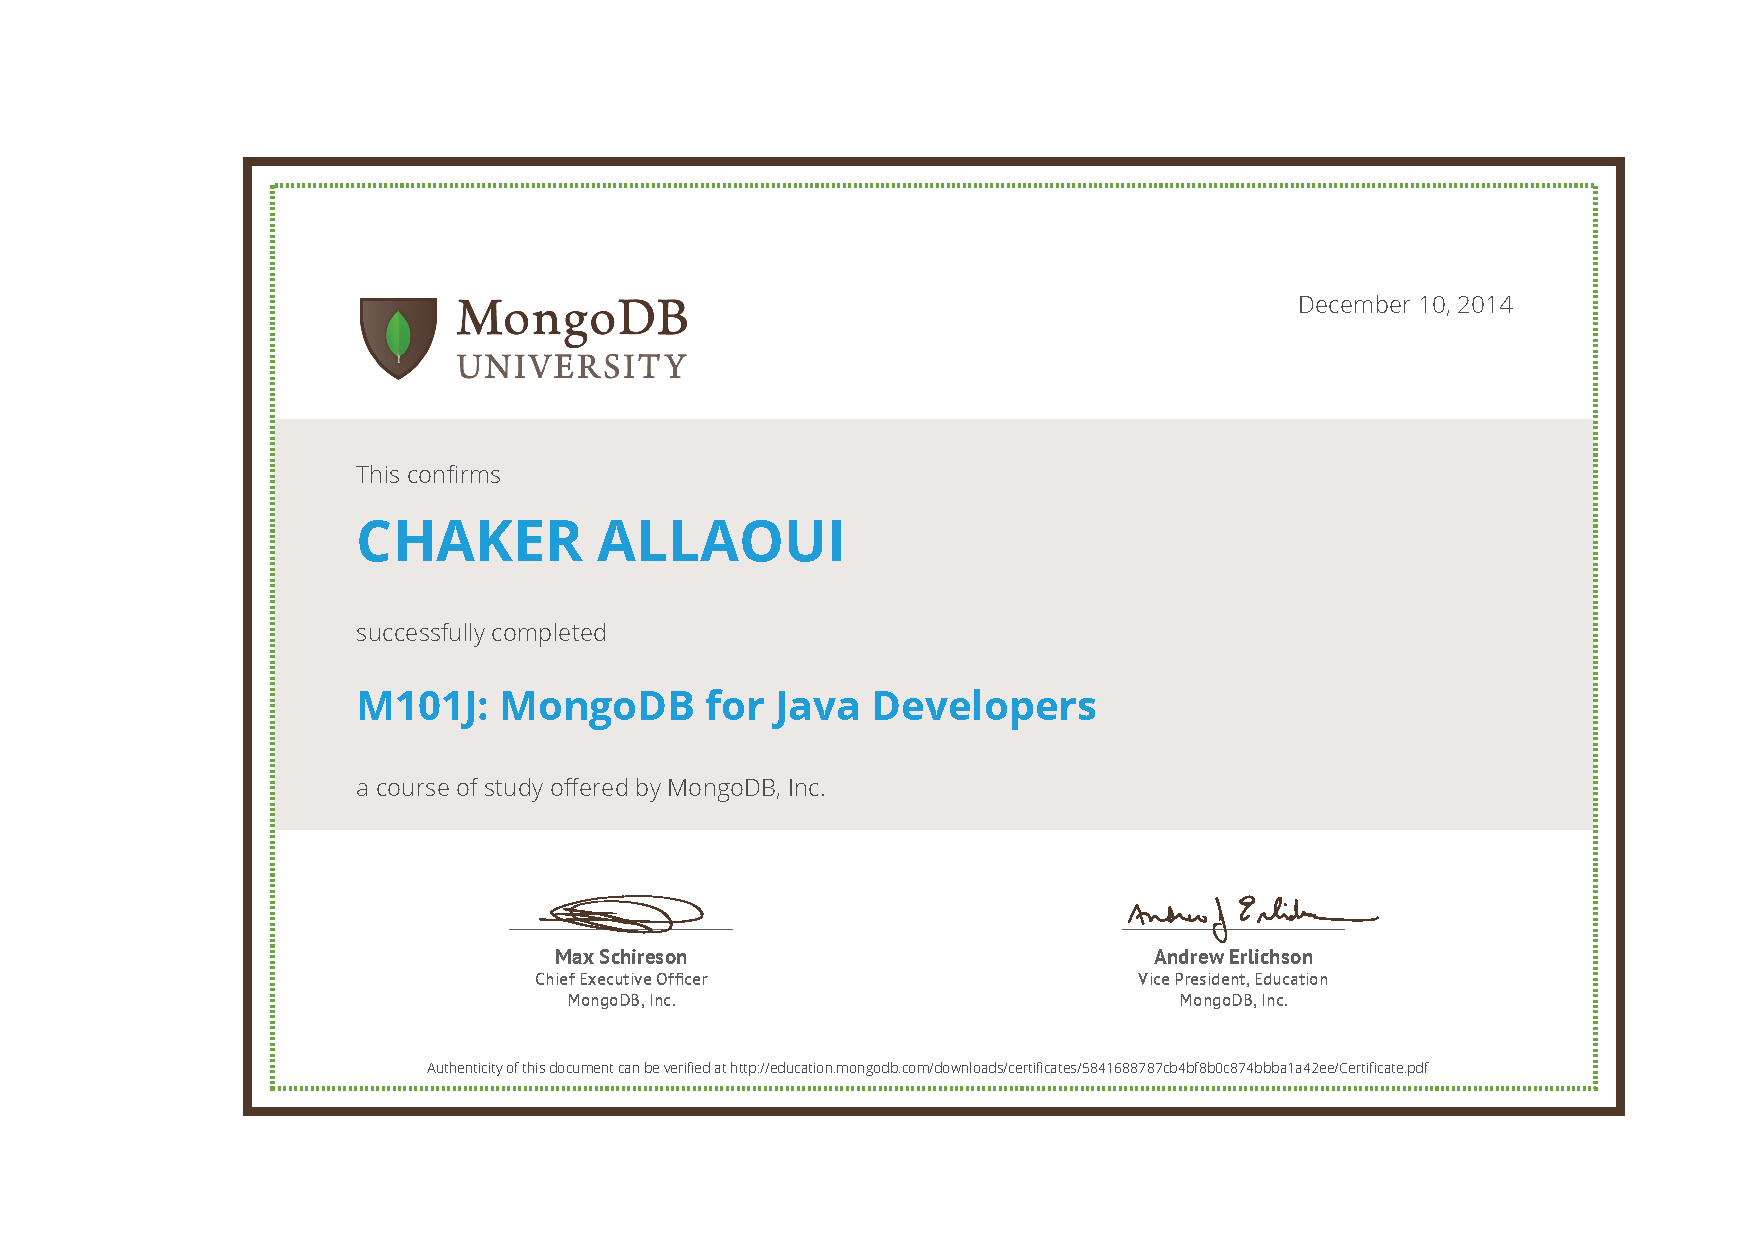 MongoDB
UNIVERSITY
December 10, 2014
This confirms
CHAKER ALLAOUI
successfully completed
M101J: MongoDB for Java Developers
a course of study offered by MongoDB, Inc.
Andrew J Erlichson
Max Schireson
Chief Executive Officer
MongoDB, Inc.
Andrew Erlichson
Vice President, Education
MongoDB, Inc.
Authenticity of this document can be verified at http://education.mongodb.com/downloads/certificates/5841688787cb4bf8b0c874bbba1a42ee/Certificate.pdf